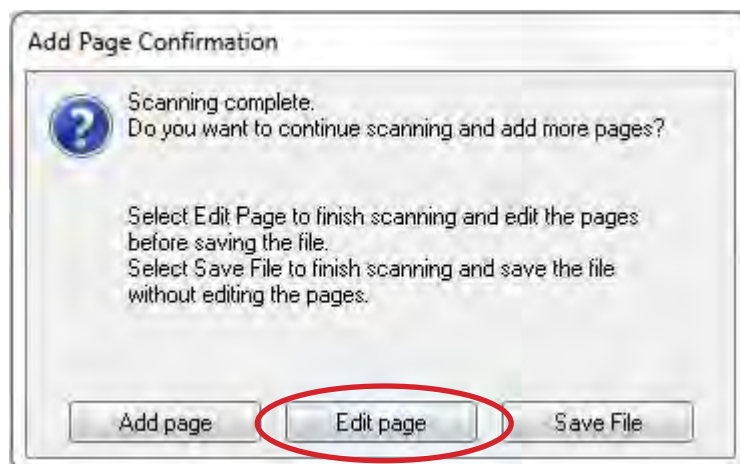 Add Page Confirmation
Scanning complete.
Do you want to continue scanning and add more pages?
Select Edit Page to finish scanning and edit the pages
before saving the file.
Select Save File to finish scanning and save the file
without editing the pages.
Add page Edit page Save File